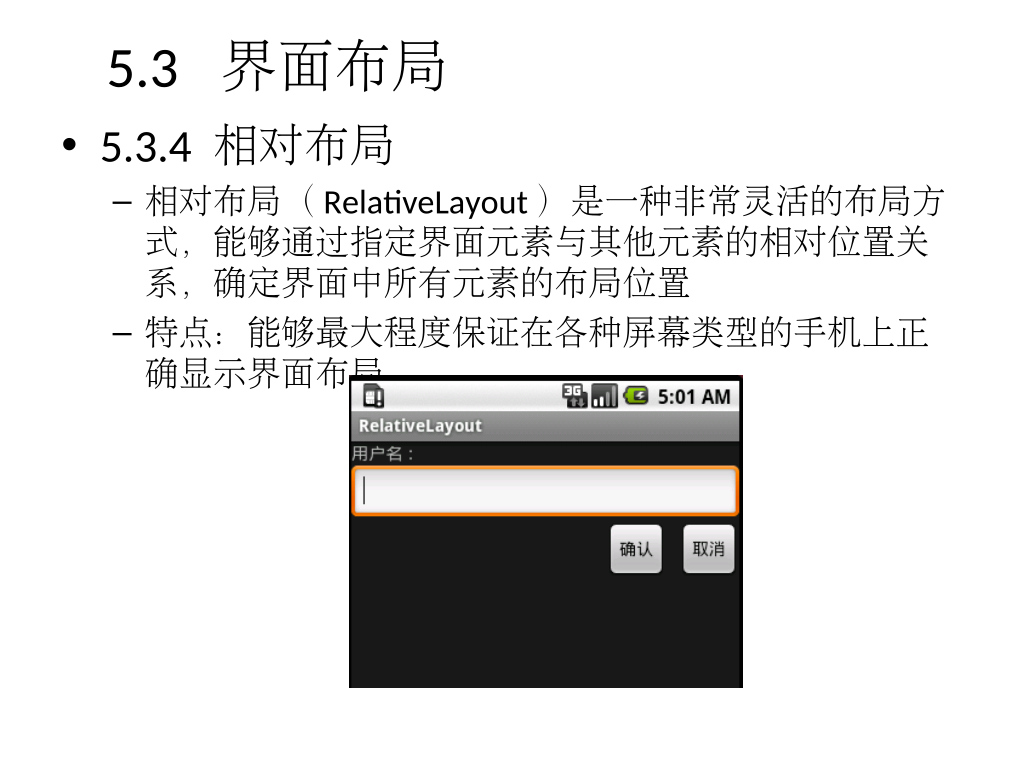 5.3 界面布局
• 5.3.4 相对布局
– 相对布局（RelativeLayout）是一种非常灵活的布局方
式，能够通过指定界面元素与其他元素的相对位置关
系，确定界面中所有元素的布局位置
– 特点：能够最大程度保证在各种屏幕类型的手机上正
确显示界面布局
3G 5:01 AM
RelativeLayout
用户名：
确认 取消